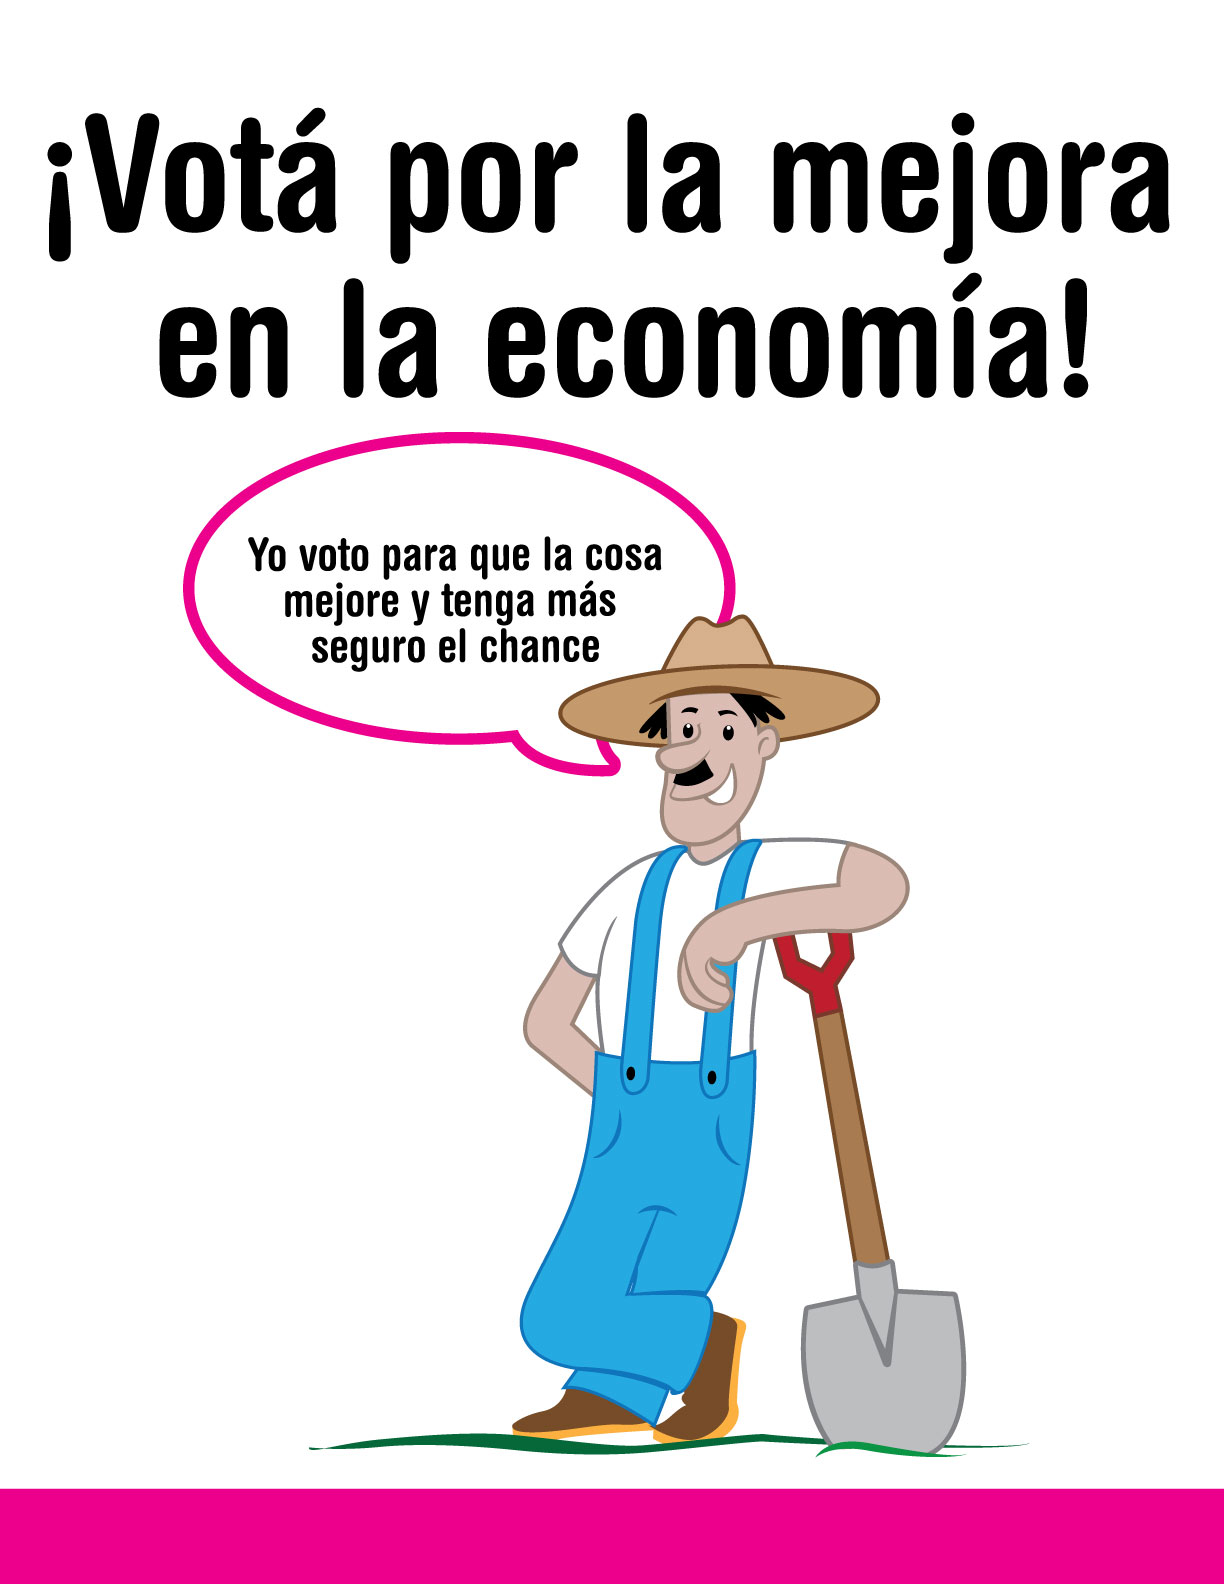 ¡Votá por la mejora
en la economía!
Yo voto para que la cosa
mejore y tenga más
seguro el chance